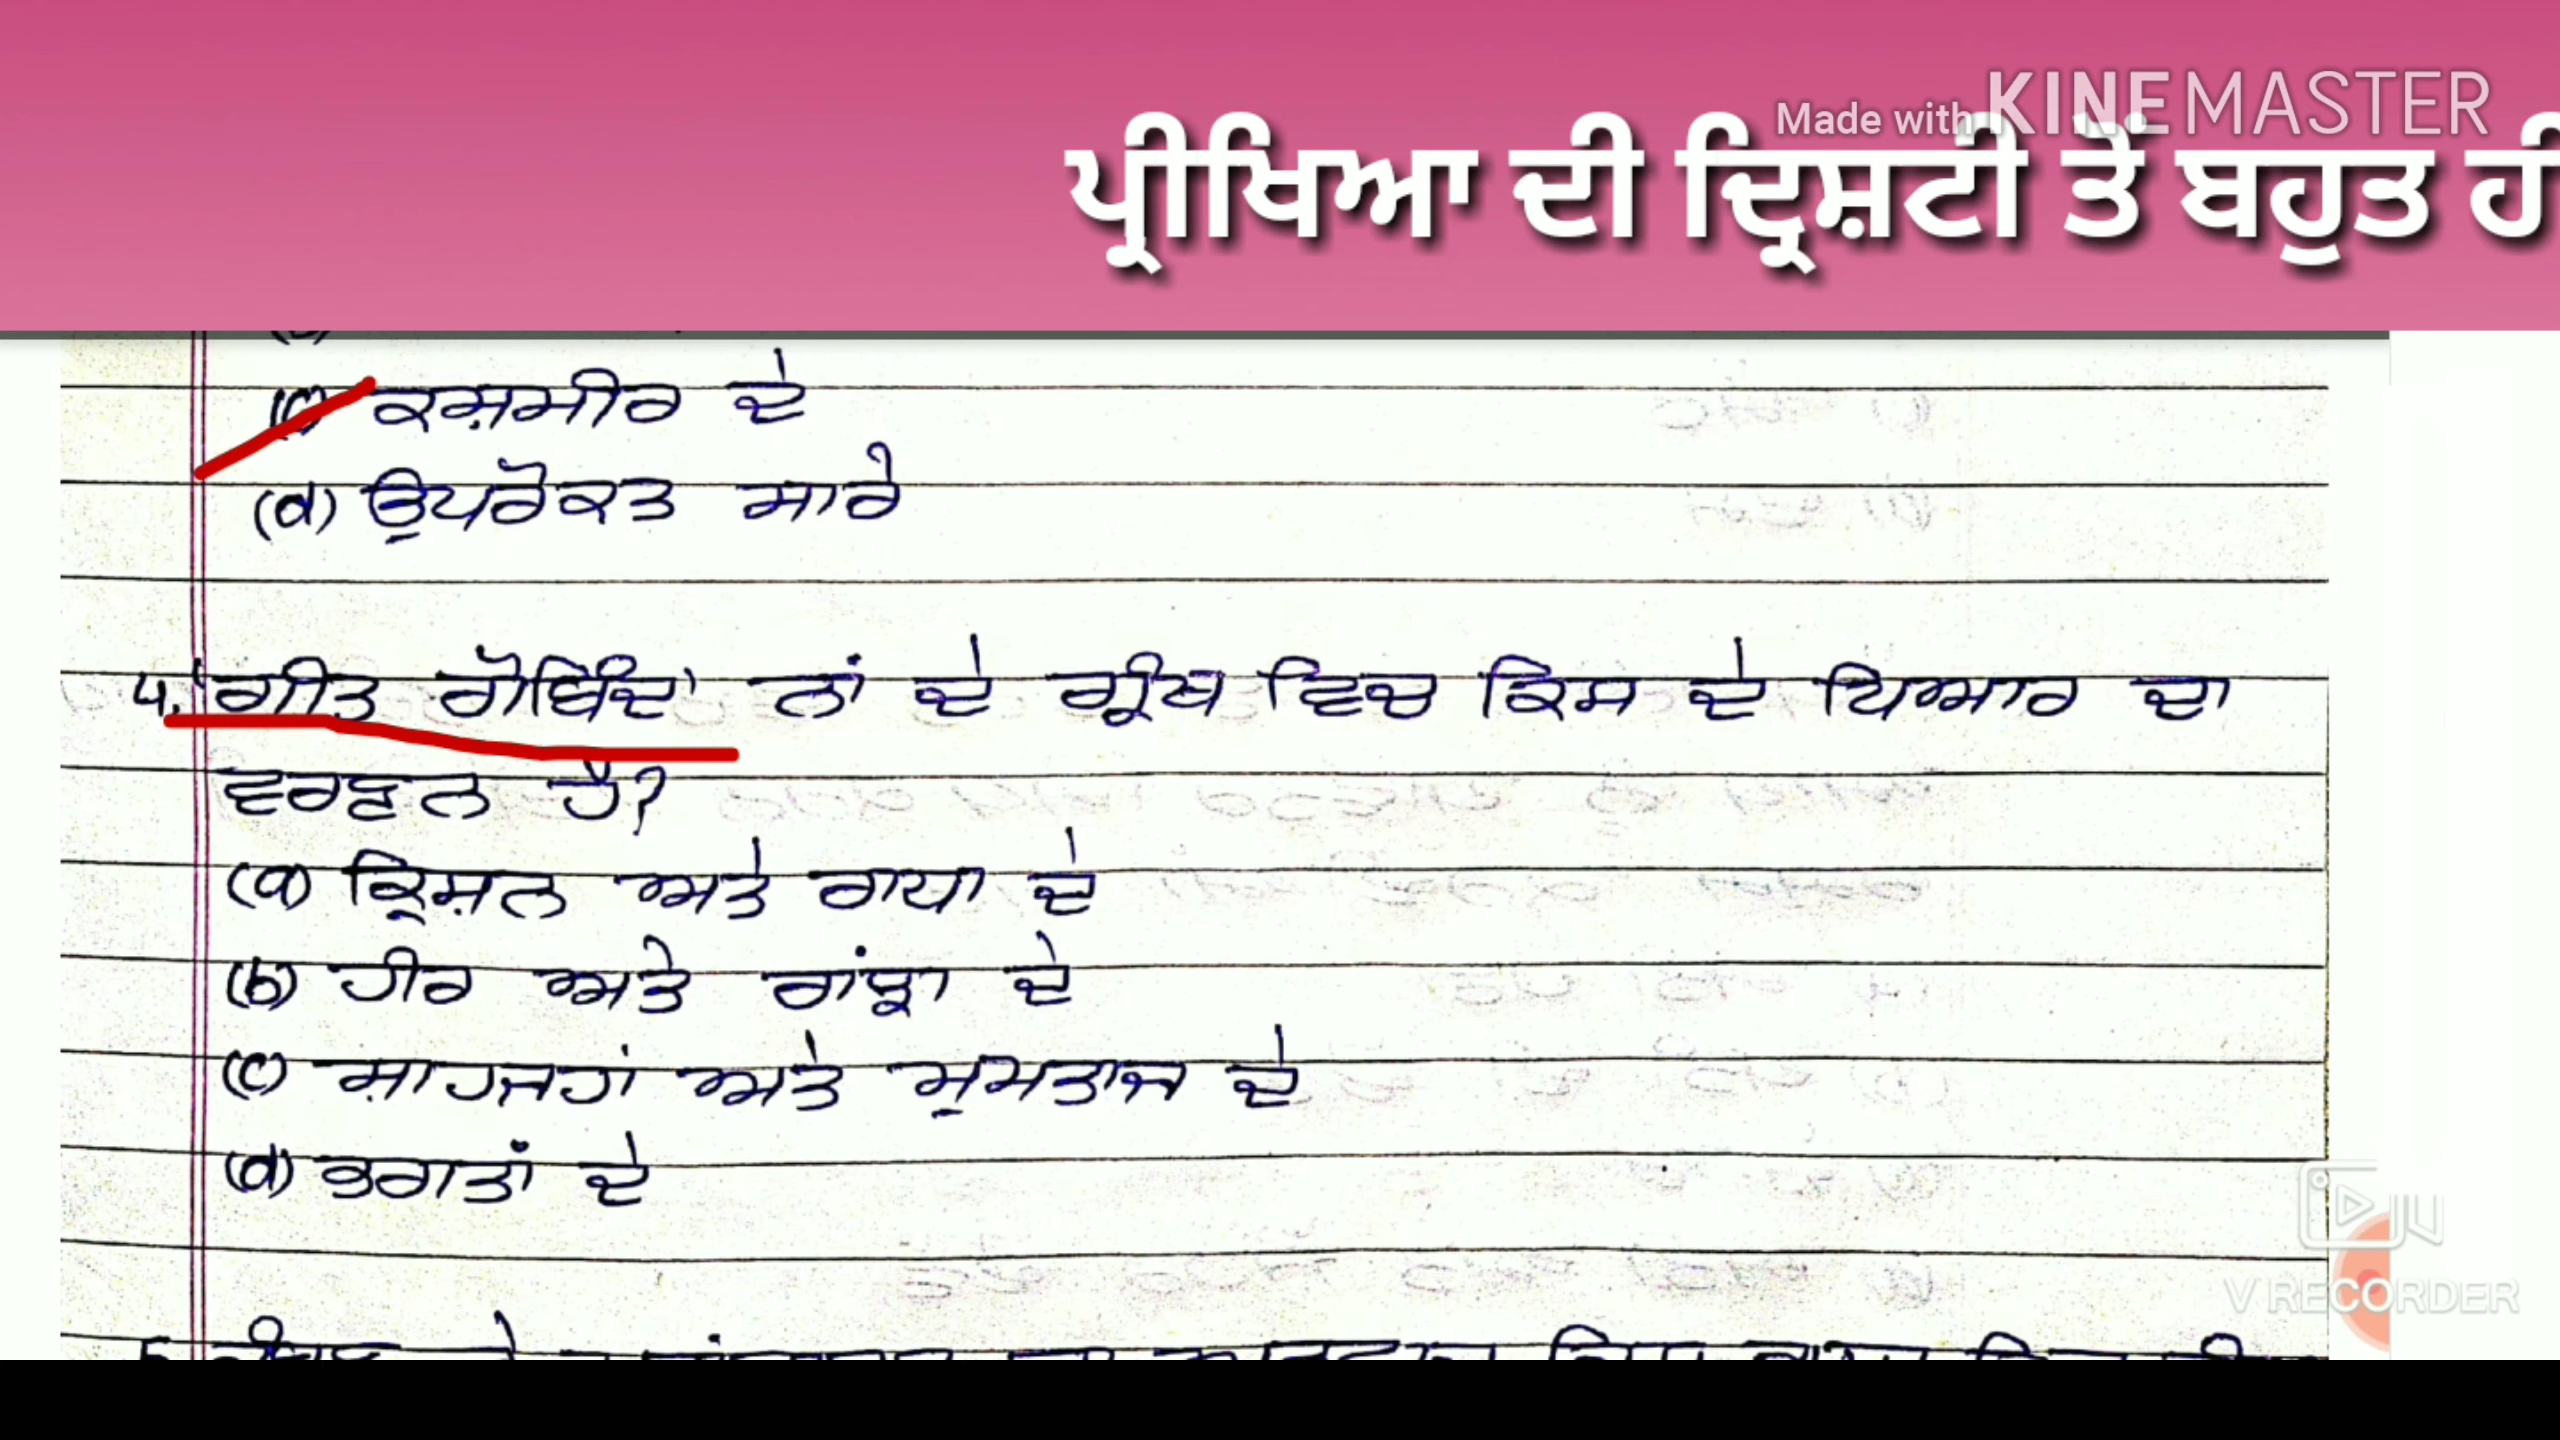 Made with KINEMASTER
ਪ੍ਰੀਖਿਆ ਦੀ ਦ੍ਰਿਸ਼ਟੀ ਤੋਂ ਬਹੁਤ ਹੀ
(c) ਕਸ਼ਮੀਰ ਦੇ
(d) ਉਪਰੋਕਤ ਸਾਰੇ
4. 'ਗੀਤ ਗੋਬਿੰਦ' ਨਾਂ ਦੇ ਗ੍ਰੰਥ ਵਿਚ ਕਿਸ ਦੇ ਪਿਆਰ ਦਾ
ਵਰਣਨ ਹੈ?
(a) ਕ੍ਰਿਸ਼ਨ ਅਤੇ ਰਾਧਾ ਦੇ
(b) ਹੀਰ ਅਤੇ ਰਾਂਝਾ ਦੇ
(c) ਸ਼ਾਹਜਹਾਂ ਅਤੇ ਮੁਮਤਾਜ ਦੇ
(d) ਭਗਤਾਂ ਦੇ
V RECORDER